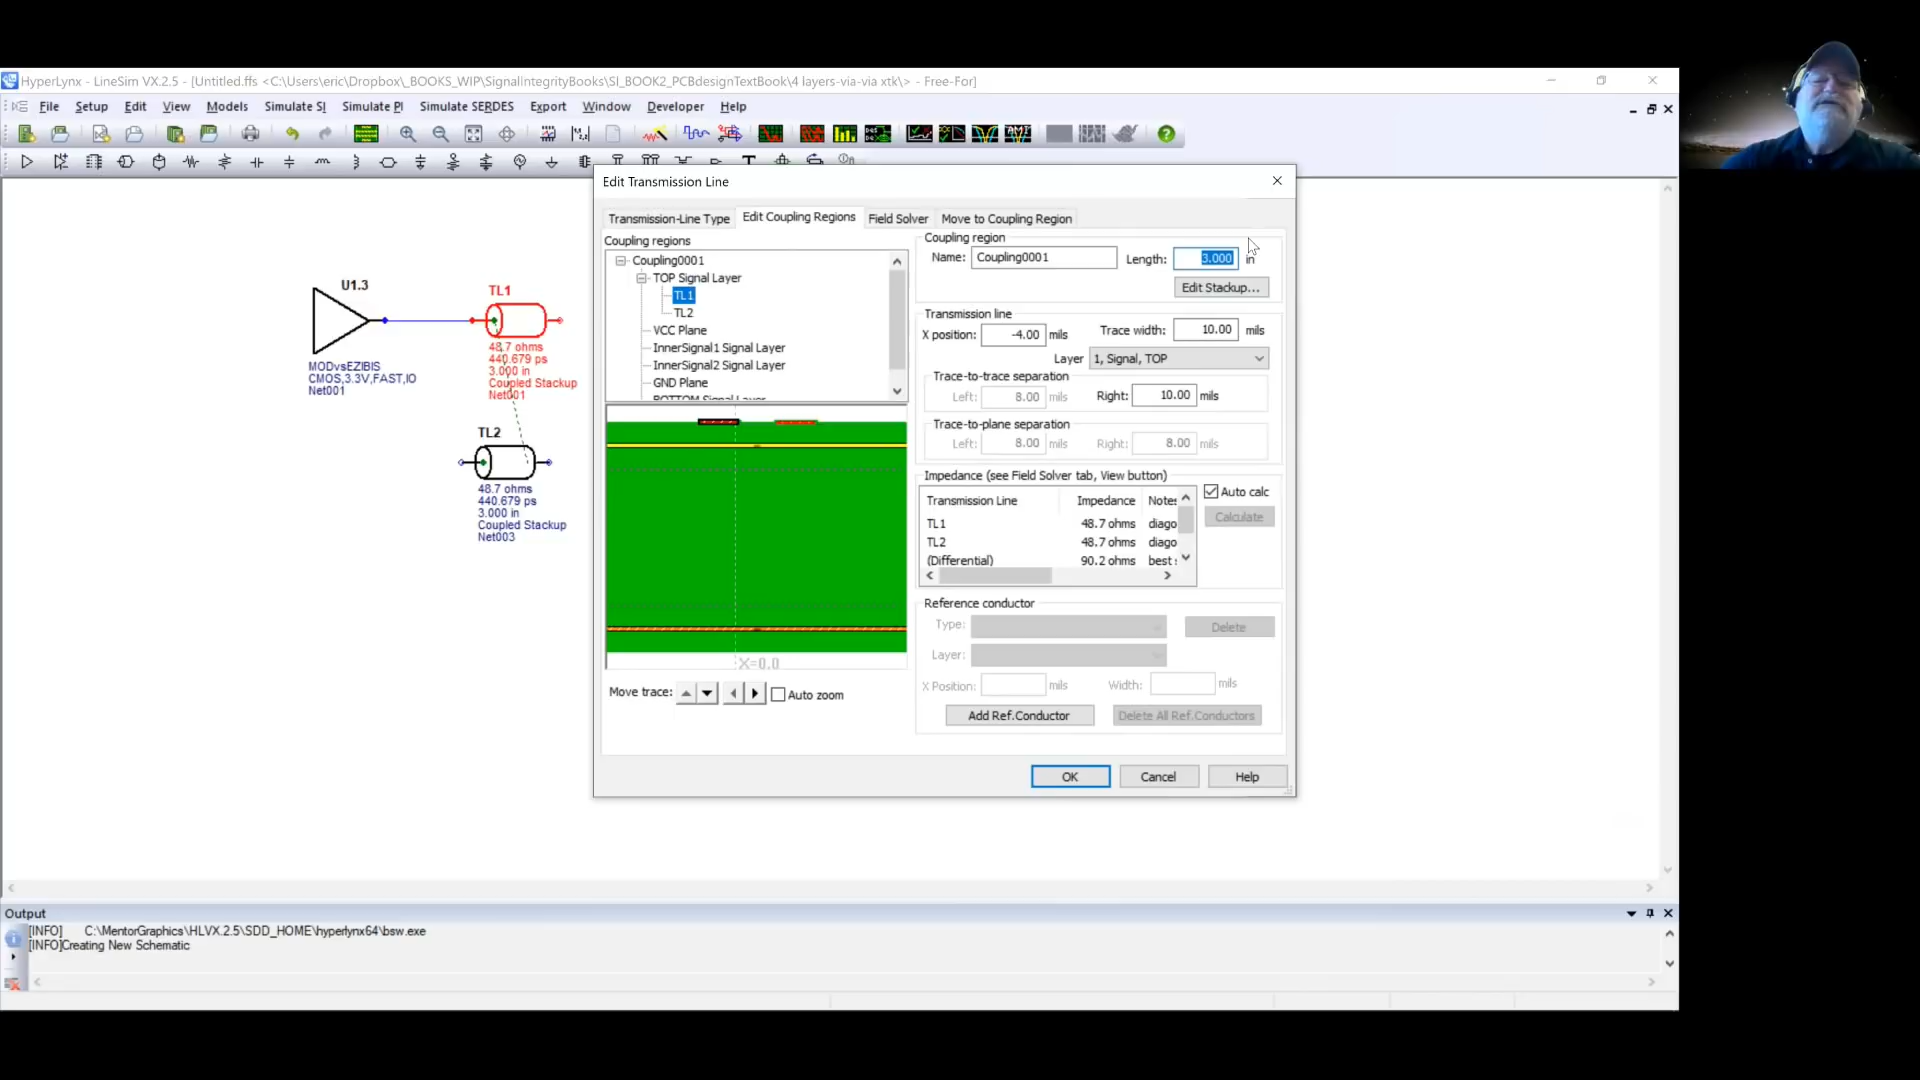 HyperLynx - LineSim VX.2.5 - [Untitled.ffs <C:\Users\eric\Dropbox\_BOOKS_WIP\SignalIntegrityBooks\SI_BOOK2_PCBdesignTextBook\4 layers-via-via xtk\> - Free-For]
File Setup Edit View Models Simulate SI Simulate PI Simulate SERDES Export Window Developer Help
Edit Transmission Line
Transmission-Line Type Edit Coupling Regions Field Solver Move to Coupling Region
Coupling regions
Coupling0001
TOP Signal Layer
TL1
TL2
VCC Plane
InnerSignal1 Signal Layer
InnerSignal2 Signal Layer
GND Plane
BOTTOM Signal Layer
X=0.0
Move trace:
Auto zoom
Coupling region
Name: Coupling0001 Length: 3.000 in
Edit Stackup...
Transmission line
X position: -4.00 mils Trace width: 10.00 mils
Layer 1, Signal, TOP
Trace-to-trace separation
Left: 8.00 mils Right: 10.00 mils
Trace-to-plane separation
Left: 8.00 mils Right: 8.00 mils
Impedance (see Field Solver tab, View button)
Transmission Line Impedance Notes
TL1 48.7 ohms diago
TL2 48.7 ohms diago
(Differential) 90.2 ohms best
Auto calc
Calculate
Reference conductor
Type:
Delete
Layer:
X Position: mils Width: mils
Add Ref.Conductor Delete All Ref.Conductors
OK Cancel Help
U1.3
MODvsEZIBIS
CMOS,3.3V,FAST,IO
Net001
TL1
48.7 ohms
440.679 ps
3.000 in
Coupled Stackup
Net001
TL2
48.7 ohms
440.679 ps
3.000 in
Coupled Stackup
Net003
Output
[INFO] C:\MentorGraphics\HLVX.2.5\SDD_HOME\hyperlynx64\bsw.exe
[INFO]Creating New Schematic